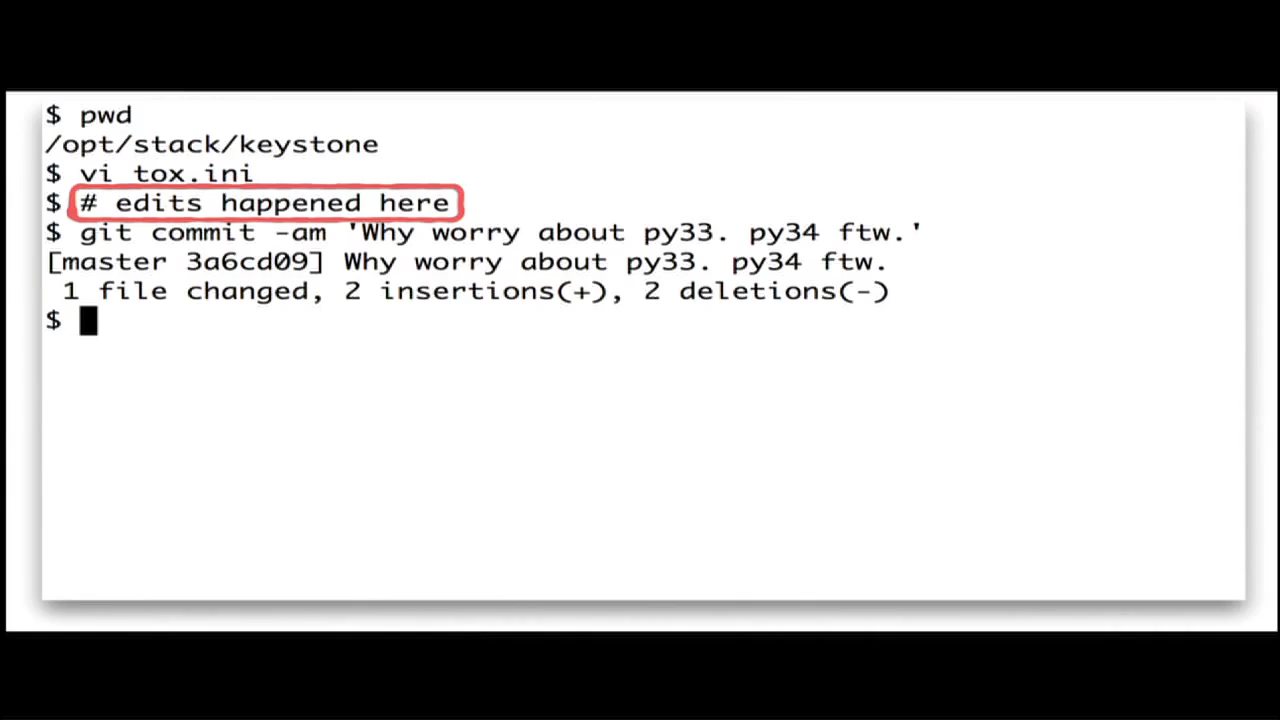 $ pwd
/opt/stack/keystone
$ vi tox.ini
$ # edits happened here
$ git commit -am 'Why worry about py33. py34 ftw.'
[master 3a6cd09] Why worry about py33. py34 ftw.
 1 file changed, 2 insertions(+), 2 deletions(-)
$